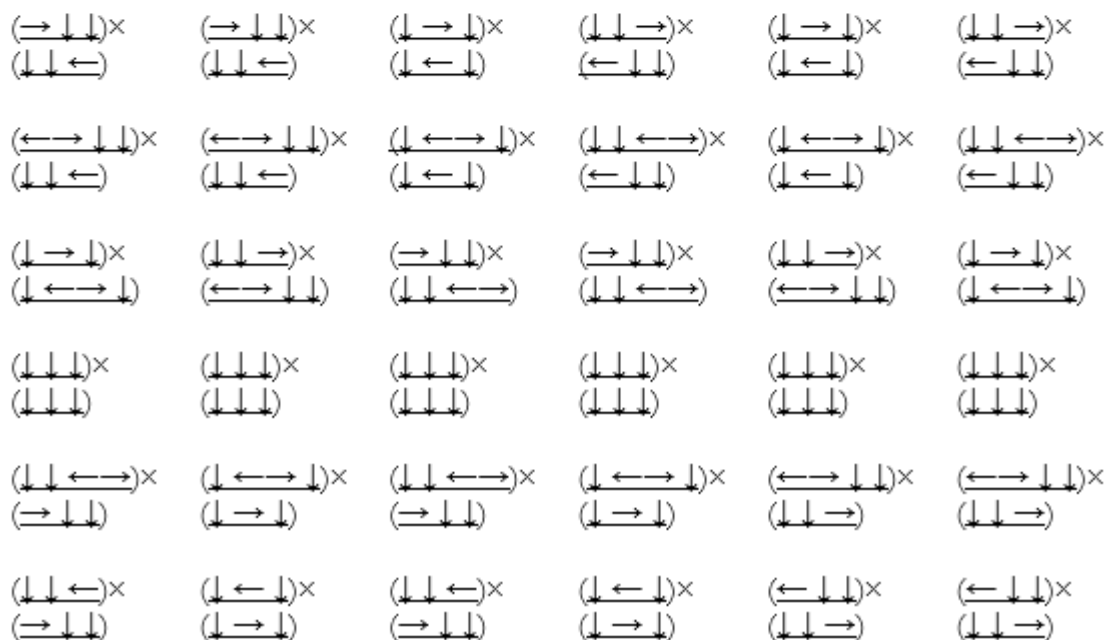 (→ ↓ ↓)× (→ ↓ ↓)× (↓ → ↓)× (↓ ↓ →)× (↓ → ↓)× (↓ ↓ →)×
(↓ ↓ ←) (↓ ↓ ←) (↓ ← ↓) (← ↓ ↓) (↓ ← ↓) (← ↓ ↓)
(←→ ↓ ↓)× (←→ ↓ ↓)× (↓ ←→ ↓)× (↓ ↓ ←→)× (↓ ←→ ↓)× (↓ ↓ ←→)×
(↓ ↓ ←) (↓ ↓ ←) (↓ ← ↓) (← ↓ ↓) (↓ ← ↓) (← ↓ ↓)
(↓ → ↓)× (↓ ↓ →)× (→ ↓ ↓)× (→ ↓ ↓)× (↓ ↓ →)× (↓ → ↓)×
(↓ ←→ ↓) (←→ ↓ ↓) (↓ ↓ ←→) (↓ ↓ ←→) (←→ ↓ ↓) (↓ ←→ ↓)
(↓ ↓ ↓)× (↓ ↓ ↓)× (↓ ↓ ↓)× (↓ ↓ ↓)× (↓ ↓ ↓)× (↓ ↓ ↓)×
(↓ ↓ ↓) (↓ ↓ ↓) (↓ ↓ ↓) (↓ ↓ ↓) (↓ ↓ ↓) (↓ ↓ ↓)
(↓ ↓ ←→)× (↓ ←→ ↓)× (↓ ↓ ←→)× (↓ ←→ ↓)× (←→ ↓ ↓)× (←→ ↓ ↓)×
(→ ↓ ↓) (↓ → ↓) (→ ↓ ↓) (↓ → ↓) (↓ ↓ →) (↓ ↓ →)
(↓ ↓ ←)× (↓ ← ↓)× (↓ ↓ ←)× (↓ ← ↓)× (← ↓ ↓)× (← ↓ ↓)×
(→ ↓ ↓) (↓ → ↓) (→ ↓ ↓) (↓ → ↓) (↓ ↓ →) (↓ ↓ →)